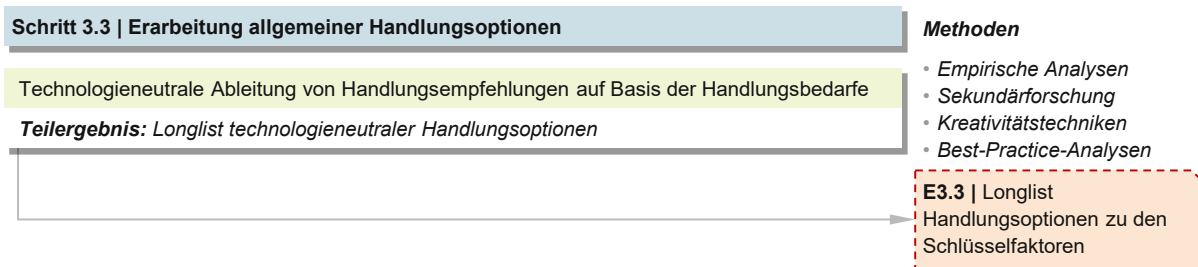 Schritt 3.3 | Erarbeitung allgemeiner Handlungsoptionen
Technologieneutrale Ableitung von Handlungsempfehlungen auf Basis der Handlungsbedarfe
Teilergebnis: Longlist technologieneutraler Handlungsoptionen
Methoden
• Empirische Analysen
• Sekundärforschung
• Kreativitätstechniken
• Best-Practice-Analysen
E3.3 | Longlist
Handlungsoptionen zu den
Schlüsselfaktoren